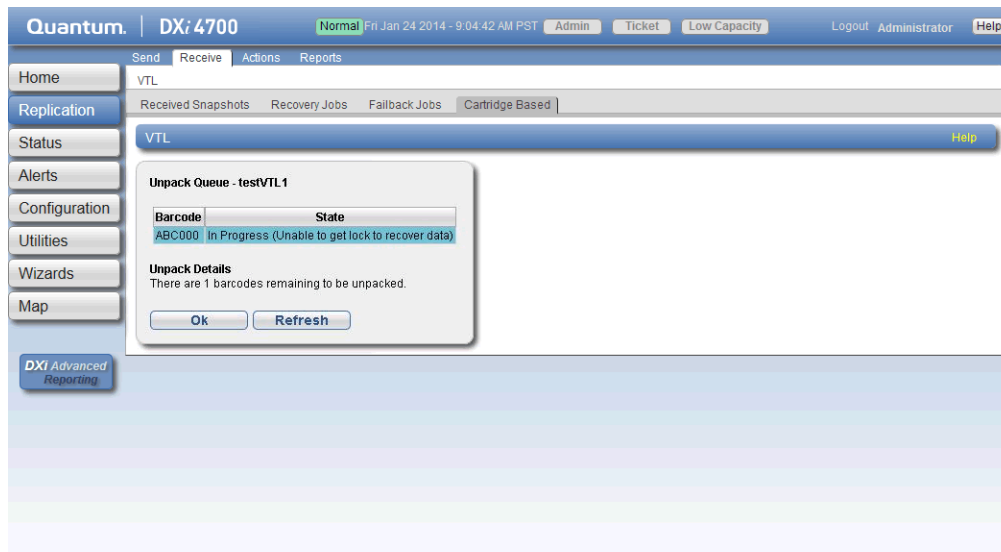 Quantum. | DXi 4700 Normal Fri Jan 24 2014 - 9:04:42 AM PST Admin Ticket Low Capacity Logout Administrator Help
Send Receive Actions Reports
Home
VTL
Replication
Received Snapshots Recovery Jobs Failback Jobs Cartridge Based
Status
VTL Help
Alerts
Configuration
Utilities
Wizards
Map
Unpack Queue - testVTL1
Barcode State
ABC000 In Progress (Unable to get lock to recover data)
Unpack Details
There are 1 barcodes remaining to be unpacked.
Ok Refresh
DXi Advanced
Reporting